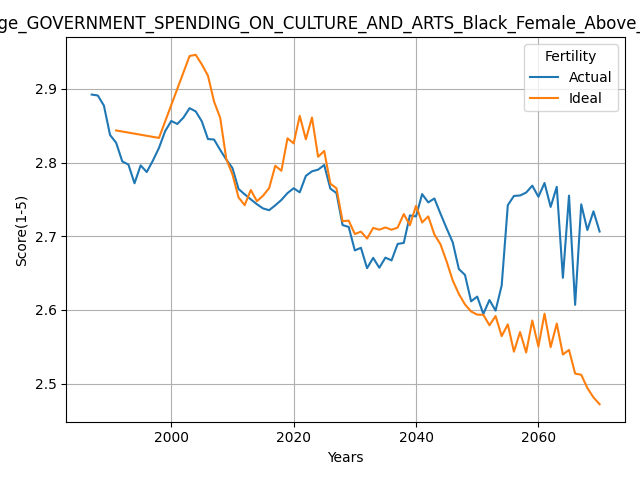 ge_GOVERNMENT_SPENDING_ON_CULTURE_AND_ARTS_Black_Female_Above_
Fertility
Actual
Ideal
2.9
2.8
2.7
2.6
2.5
Score(1-5)
2000
2020
2040
2060
Years